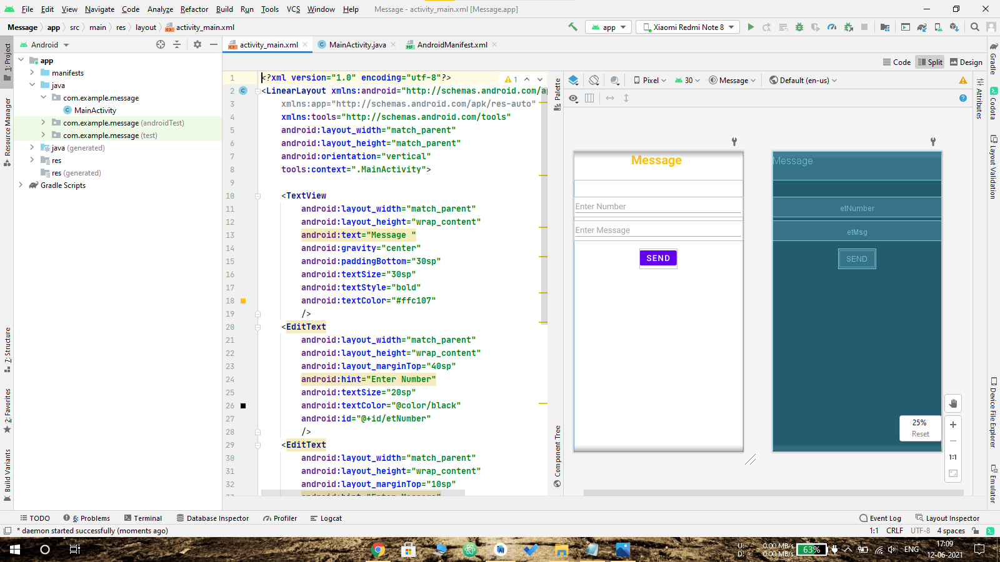 File Edit View Navigate Code Analyze Refactor Build Run Tools VCS Window Help Message - activity_main.xml [Message.app]
Message app src main res layout activity_main.xml app Xiaomi Redmi Note 8
Android activity_main.xml MainActivity.java AndroidManifest.xml
Code Split Design
1: Project
Resource Manager
7: Structure
2: Favorites
Build Variants
app
manifests
java
com.example.message
MainActivity
com.example.message (androidTest)
com.example.message (test)
java (generated)
res
res (generated)
Gradle Scripts
1 <?xml version="1.0" encoding="utf-8"?>
2 <LinearLayout xmlns:android="http://schemas.android.com/ap
3 xmlns:app="http://schemas.android.com/apk/res-auto"
4 xmlns:tools="http://schemas.android.com/tools"
5 android:layout_width="match_parent"
6 android:layout_height="match_parent"
7 android:orientation="vertical"
8 tools:context=".MainActivity">
9
10 <TextView
11 android:layout_width="match_parent"
12 android:layout_height="wrap_content"
13 android:text="Message "
14 android:gravity="center"
15 android:paddingBottom="30sp"
16 android:textSize="30sp"
17 android:textStyle="bold"
18 android:textColor="#ffc107"
19 />
20 <EditText
21 android:layout_width="match_parent"
22 android:layout_height="wrap_content"
23 android:layout_marginTop="40sp"
24 android:hint="Enter Number"
25 android:textSize="20sp"
26 android:textColor="@color/black"
27 android:id="@+id/etNumber"
28 />
29 <EditText
30 android:layout_width="match_parent"
31 android:layout_height="wrap_content"
32 android:layout_marginTop="10sp"
android:hint="Enter Message"
1
Palette
Component Tree
Pixel 30 Message Default (en-us)
Message
Enter Number
Enter Message
SEND
Message
etNumber
etMsg
SEND
25%
Reset
1:1
Gradle
Codota
Attributes
Layout Validation
Device File Explorer
Emulator
TODO 6: Problems Terminal Database Inspector Profiler Logcat Event Log Layout Inspector
* daemon started successfully (moments ago) 1:1 CRLF UTF-8 4 spaces
U: 0.00 MB/s
D: 0.00 MB/s
63%
ENG
17:09
12-06-2021